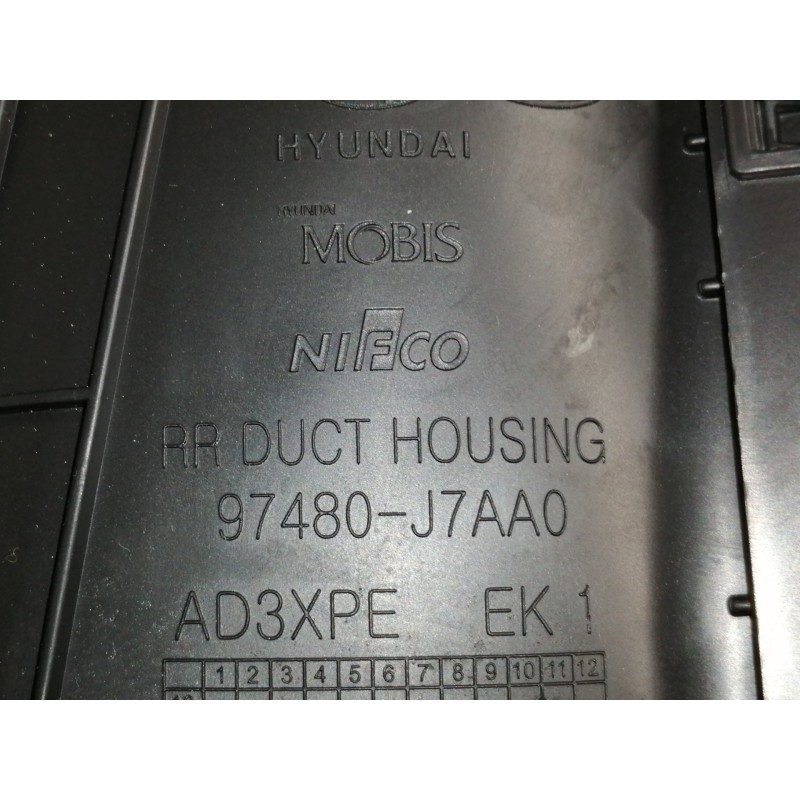 HYUNDAI
HYUNDAI
MOBIS
NIFCO
RR DUCT HOUSING
97480-J7AA0
AD3XPE EK 1
1 2 3 4 5 6 7 8 9 10 11 12